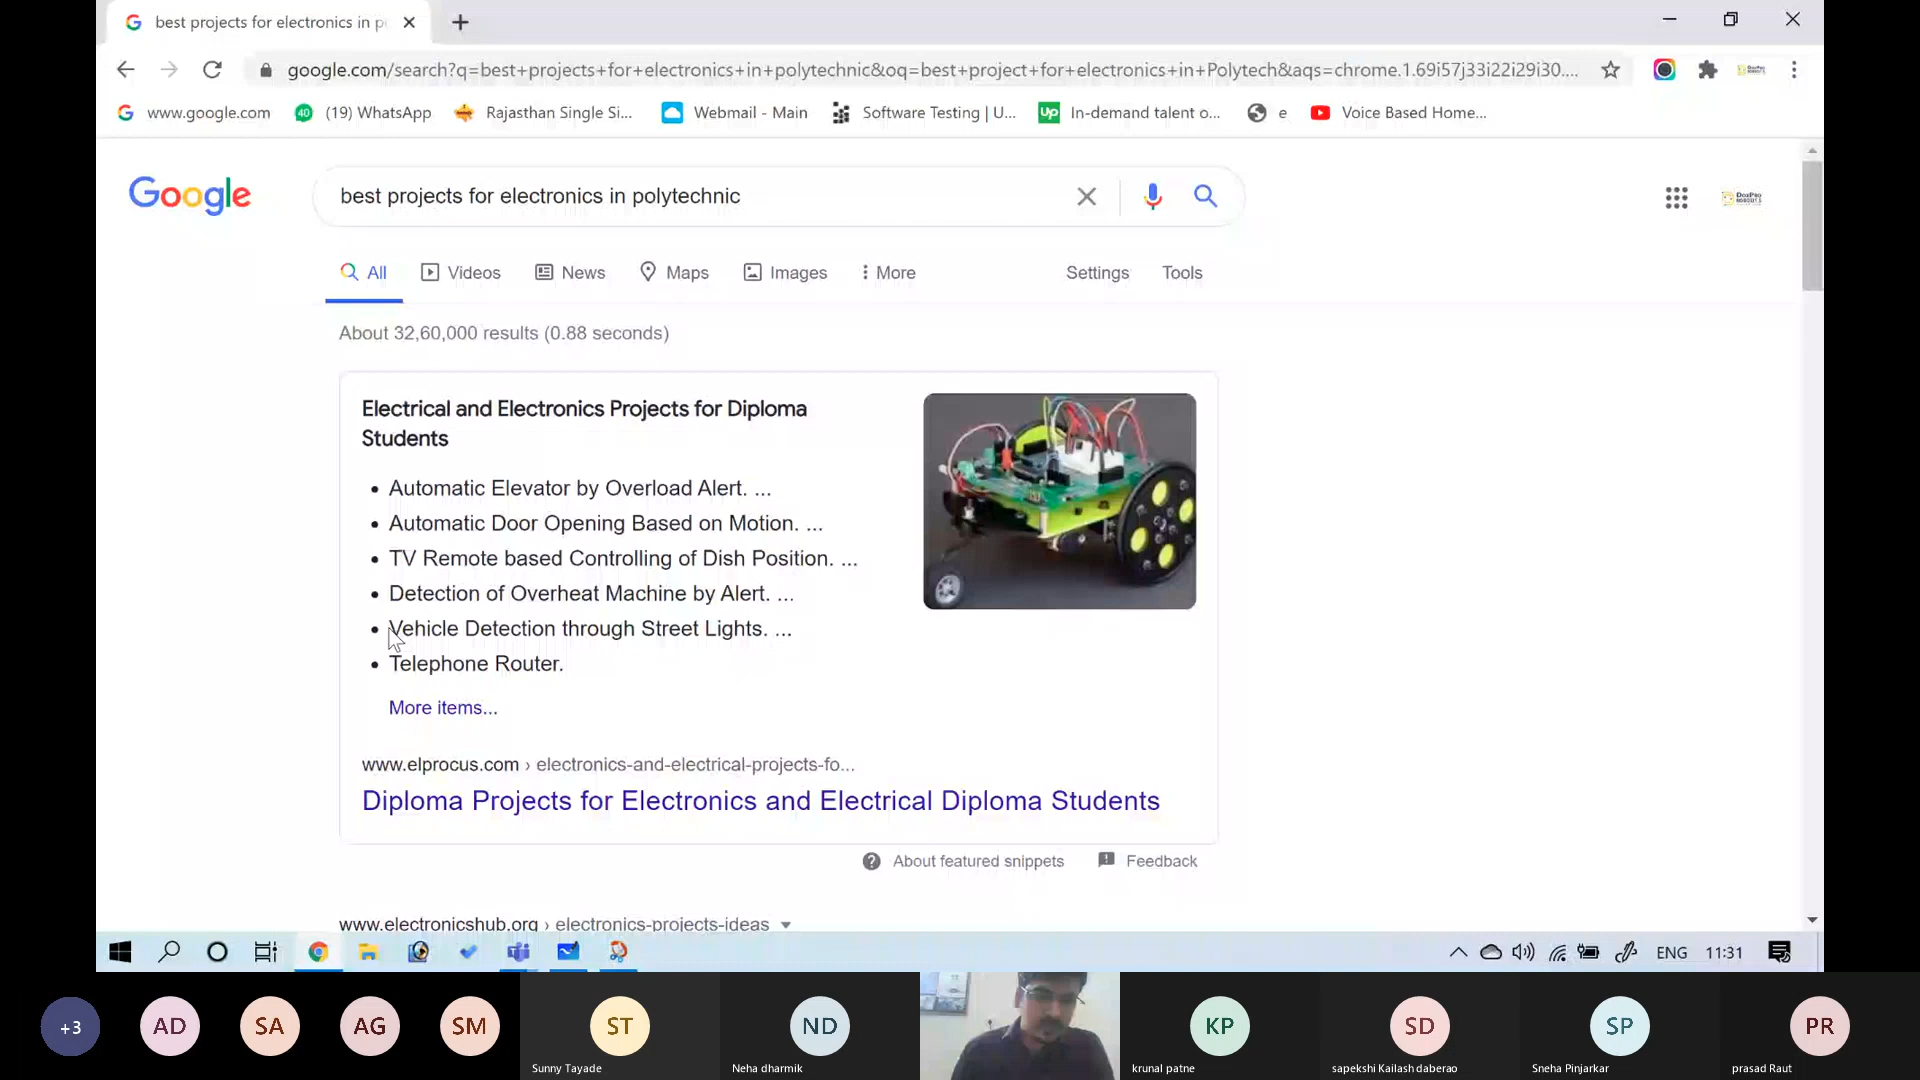 best projects for electronics in p
google.com/search?q=best+projects+for+electronics+in+polytechnic&oq=best+project+for+electronics+in+Polytech&aqs=chrome.1.69i57j33i22i29i30....
www.google.com
40
(19) WhatsApp
Rajasthan Single Si...
Webmail - Main
Software Testing | U...
Up
In-demand talent o...
e
Voice Based Home...
Google
best projects for electronics in polytechnic
All
Videos
News
Maps
Images
More
Settings
Tools
About 32,60,000 results (0.88 seconds)
Electrical and Electronics Projects for Diploma
Students
Automatic Elevator by Overload Alert. ...
Automatic Door Opening Based on Motion. ...
TV Remote based Controlling of Dish Position. ...
Detection of Overheat Machine by Alert. ...
Vehicle Detection through Street Lights. ...
Telephone Router.
More items...
www.elprocus.com › electronics-and-electrical-projects-fo...
Diploma Projects for Electronics and Electrical Diploma Students
About featured snippets
Feedback
www.electronicshub.org › electronics-projects-ideas
ENG
11:31
+3
AD
SA
AG
SM
ST
Sunny Tayade
ND
Neha dharmik
KP
krunal patne
SD
sapekshi Kailash daberao
SP
Sneha Pinjarkar
PR
prasad Raut